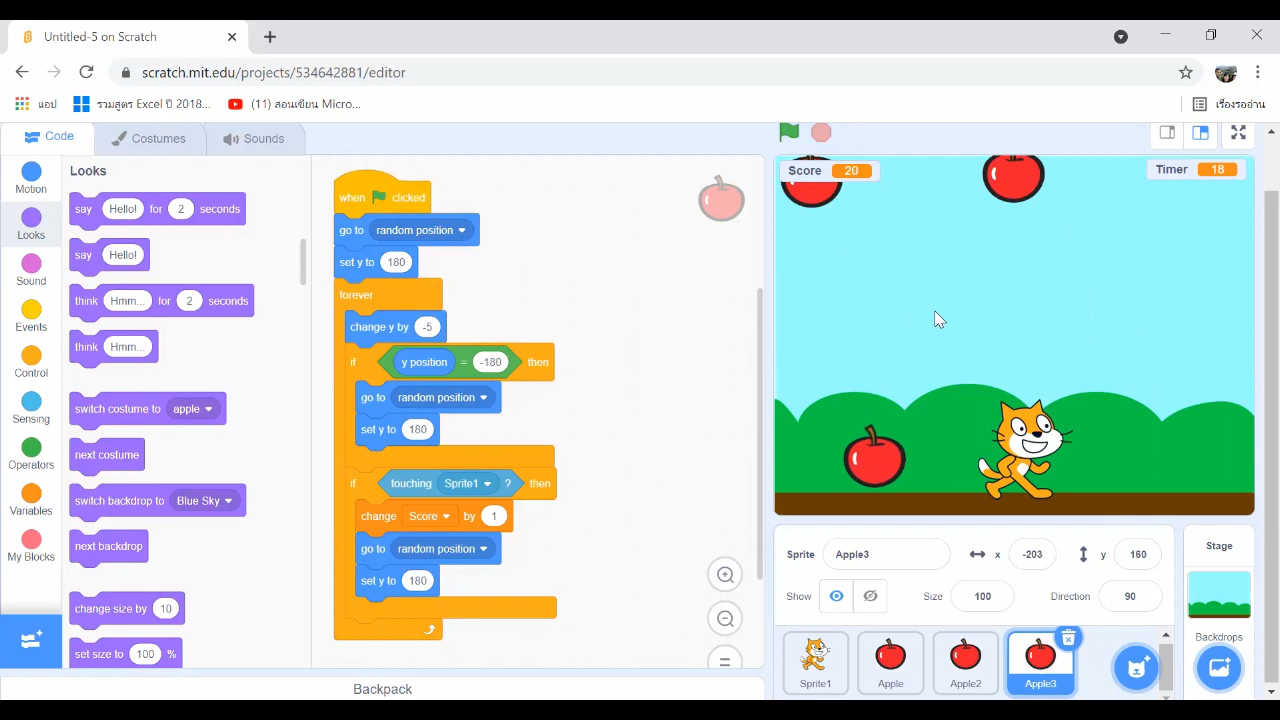 Untitled-5 on Scratch
scratch.mit.edu/projects/534642881/editor
แอป
รวมสูตร Excel ปี 2018...
(11) สอนเขียน Micro...
เรื่องรออ่าน
Code
Costumes
Sounds
Motion
Looks
Sound
Events
Control
Sensing
Operators
Variables
My Blocks
Looks
say Hello! for 2 seconds
say Hello!
think Hmm... for 2 seconds
think Hmm...
switch costume to apple
next costume
switch backdrop to Blue Sky
next backdrop
change size by 10
set size to 100 %
when clicked
go to random position
set y to 180
forever
change y by -5
if y position = -180 then
go to random position
set y to 180
if touching Sprite1 ? then
change Score by 1
go to random position
set y to 180
Backpack
Score 20
Timer 18
Sprite Apple3 x -203 y 160
Show Size 100 Direction 90
Sprite1
Apple
Apple2
Apple3
Stage
Backdrops